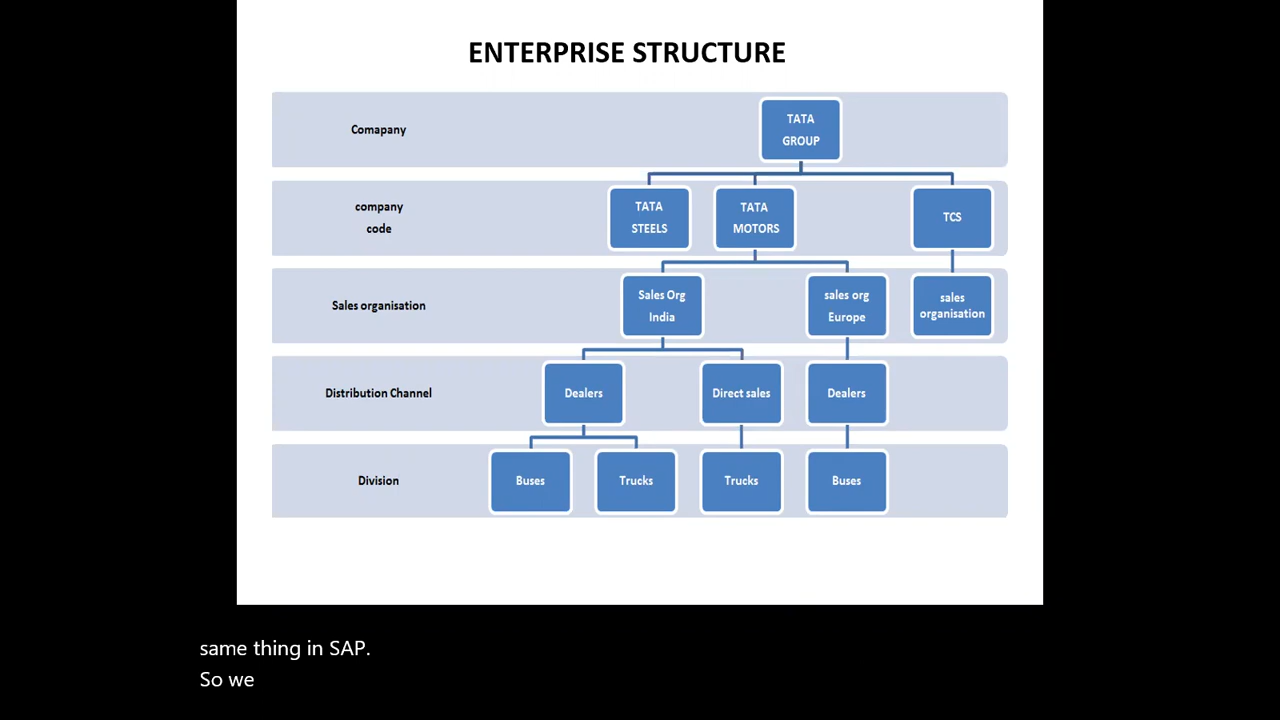 ENTERPRISE STRUCTURE
Comapany
TATA
GROUP
company
code
TATA
STEELS
TATA
MOTORS
TCS
Sales organisation
Sales Org
India
sales org
Europe
sales
organisation
Distribution Channel
Dealers
Direct sales
Dealers
Division
Buses
Trucks
Trucks
Buses
same thing in SAP.
So we